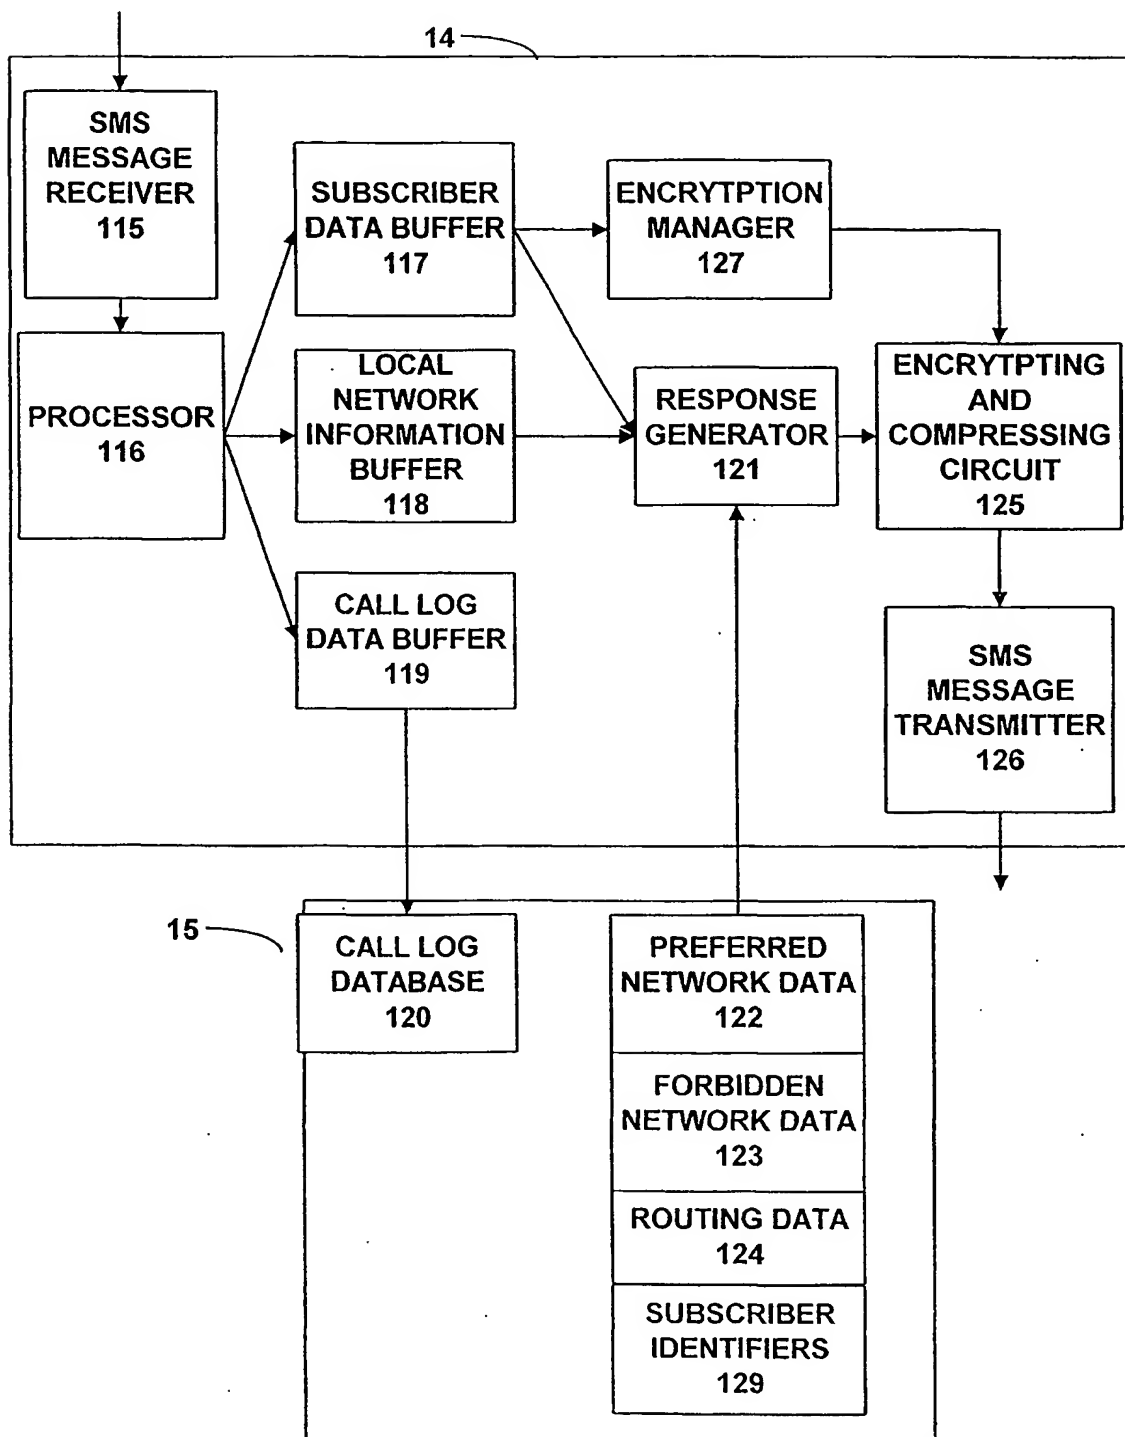 14
SMS
MESSAGE
RECEIVER
115
SUBSCRIBER
DATA BUFFER
117
ENCRYTPTION
MANAGER
127
PROCESSOR
116
LOCAL
NETWORK
INFORMATION
BUFFER
118
RESPONSE
GENERATOR
121
ENCRYTPTING
AND
COMPRESSING
CIRCUIT
125
CALL LOG
DATA BUFFER
119
SMS
MESSAGE
TRANSMITTER
126
15
CALL LOG
DATABASE
120
PREFERRED
NETWORK DATA
122
FORBIDDEN
NETWORK DATA
123
ROUTING DATA
124
SUBSCRIBER
IDENTIFIERS
129